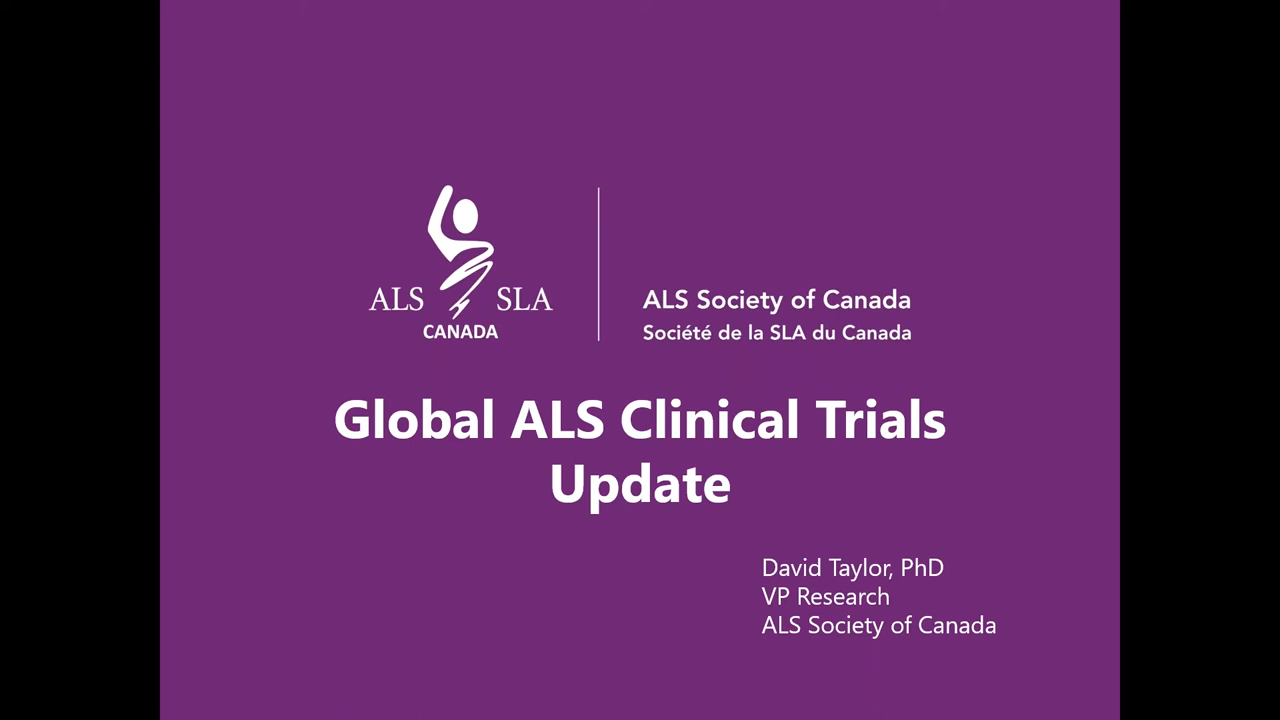 ALS SLA
CANADA
ALS Society of Canada
Société de la SLA du Canada
Global ALS Clinical Trials
Update
David Taylor, PhD
VP Research
ALS Society of Canada